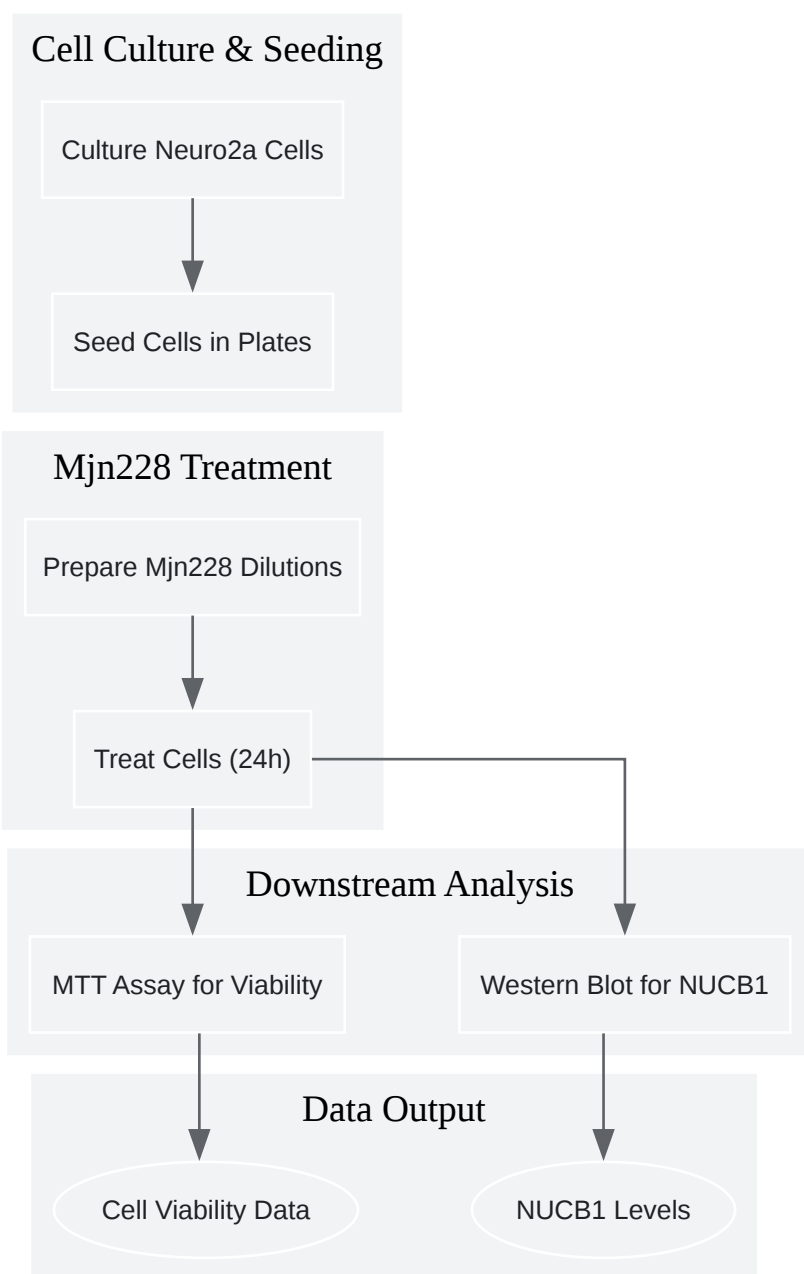 Cell Culture & Seeding
Culture Neuro2a Cells
Seed Cells in Plates
Mjn228 Treatment
Prepare Mjn228 Dilutions
Treat Cells (24h)
Downstream Analysis
MTT Assay for Viability
Western Blot for NUCB1
Data Output
Cell Viability Data
NUCB1 Levels